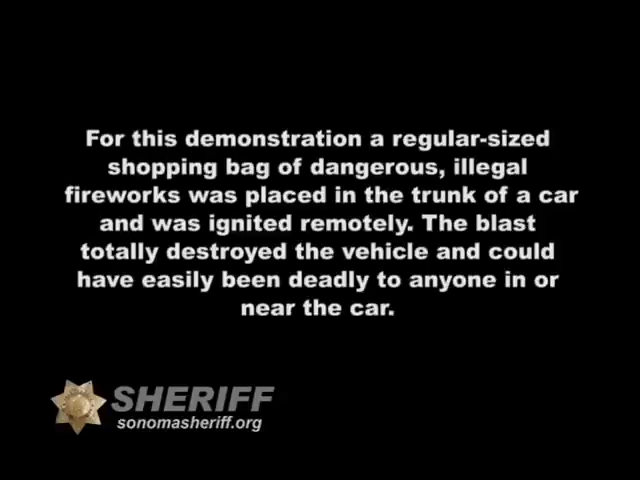 For this demonstration a regular-sized
shopping bag of dangerous, illegal
fireworks was placed in the trunk of a car
and was ignited remotely. The blast
totally destroyed the vehicle and could
have easily been deadly to anyone in or
near the car.
SHERIFF
sonomasheriff.org